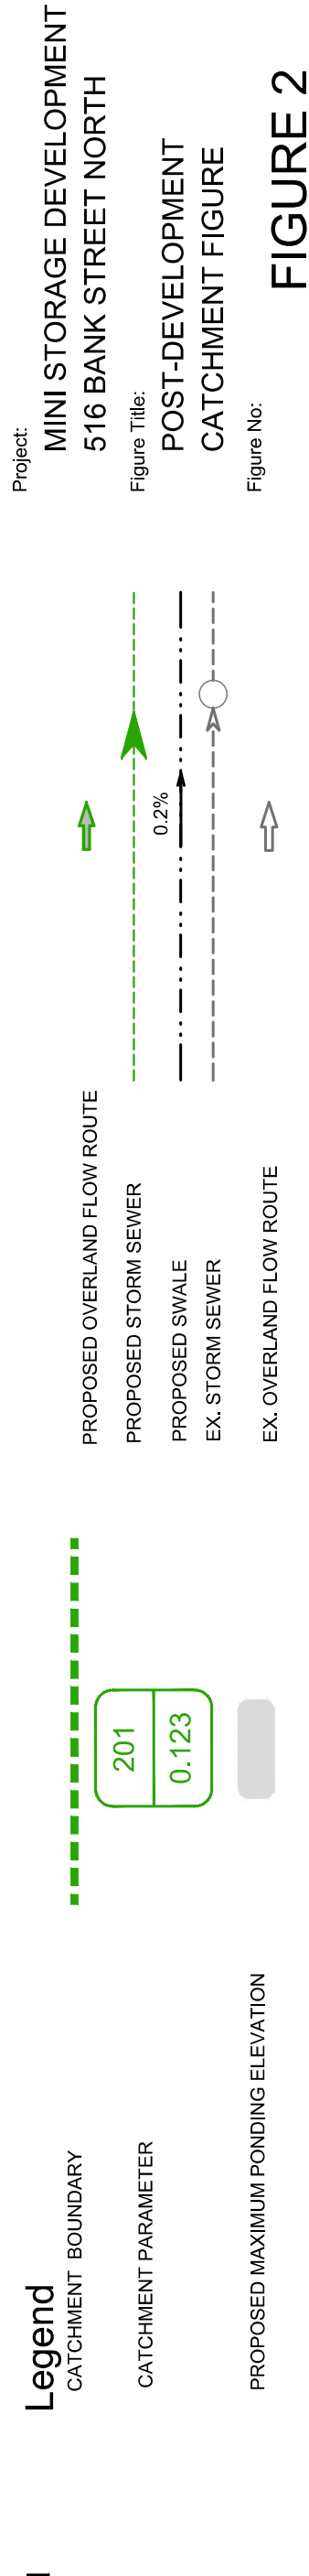 Legend
CATCHMENT BOUNDARY
CATCHMENT PARAMETER
201
0.123
PROPOSED MAXIMUM PONDING ELEVATION
PROPOSED OVERLAND FLOW ROUTE
PROPOSED STORM SEWER
PROPOSED SWALE
0.2%
EX. STORM SEWER
EX. OVERLAND FLOW ROUTE
Project:
MINI STORAGE DEVELOPMENT
516 BANK STREET NORTH
Figure Title:
POST-DEVELOPMENT
CATCHMENT FIGURE
Figure No:
FIGURE 2